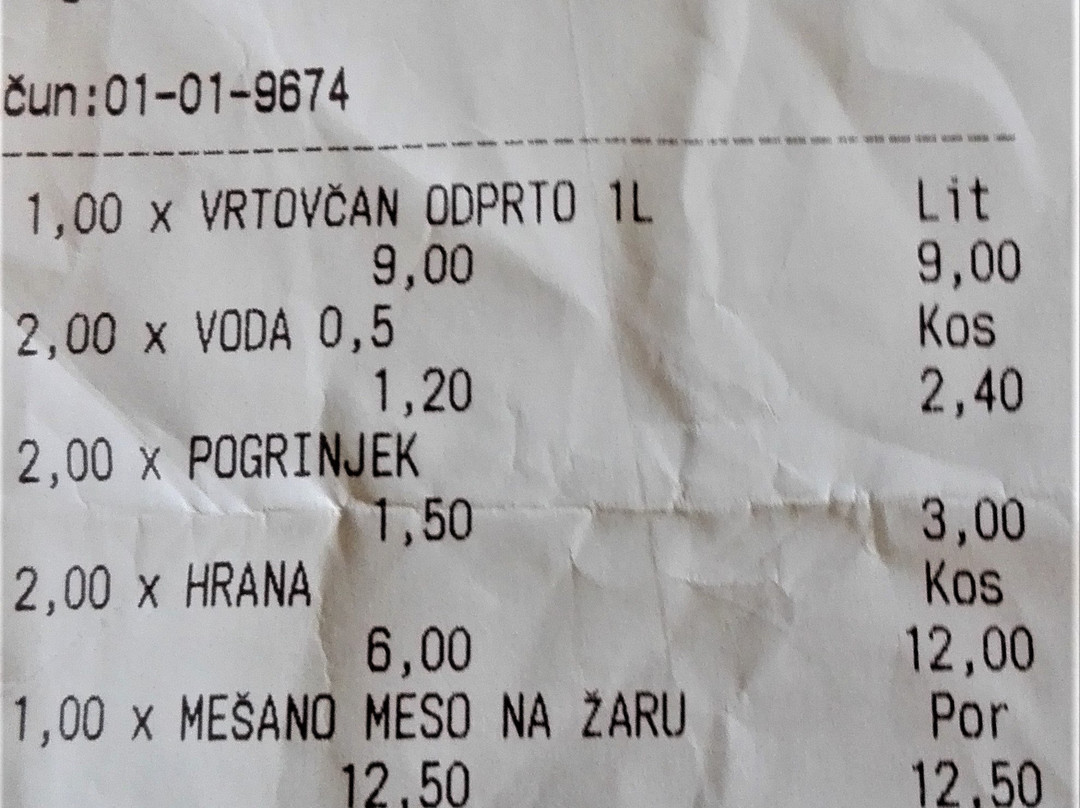 čun:01-01-9674
1,00 x VRTOVČAN ODPRTO 1L Lit
9,00 9,00
2,00 x VODA 0,5 Kos
1,20 2,40
2,00 x POGRINJEK
1,50 3,00
2,00 x HRANA Kos
6,00 12,00
1,00 x MEŠANO MESO NA ŽARU Por
12,50 12,50